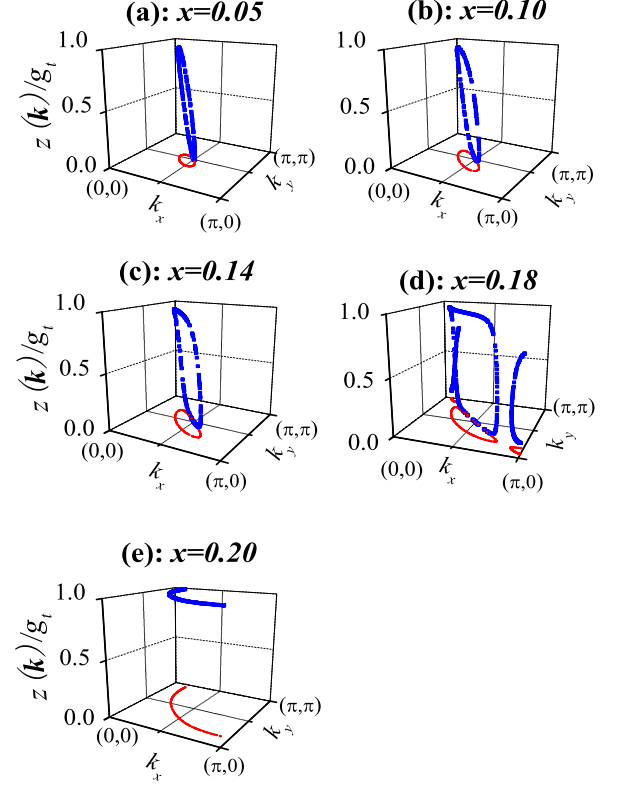 (a): x=0.05
(b): x=0.10
z (k)/g_t
1.0
0.5
0.0
(0,0)
k_x
(π,0)
k_y
(π,π)
1.0
0.5
0.0
(0,0)
k_x
(π,0)
k_y
(π,π)
(c): x=0.14
(d): x=0.18
z (k)/g_t
1.0
0.5
0.0
(0,0)
k_x
(π,0)
k_y
(π,π)
1.0
0.5
0.0
(0,0)
k_x
(π,0)
k_y
(π,π)
(e): x=0.20
z (k)/g_t
1.0
0.5
0.0
(0,0)
k_x
(π,0)
k_y
(π,π)